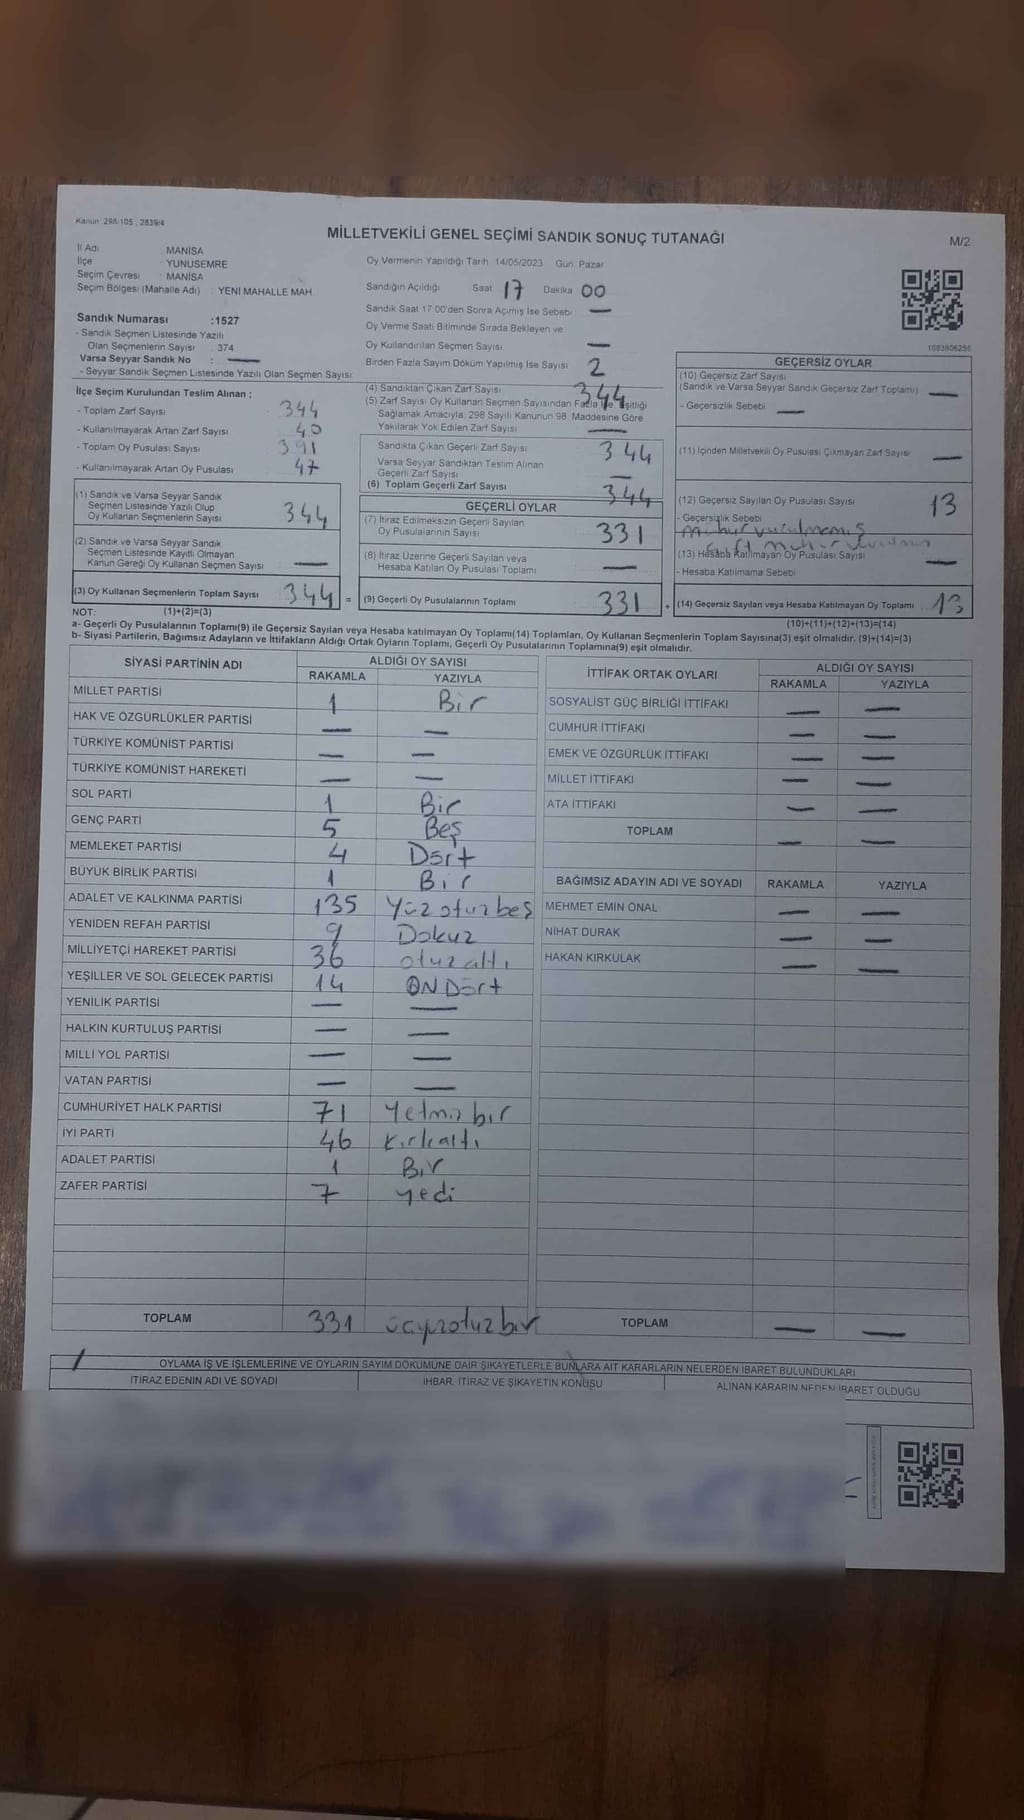 Kanun 298-105 , 2839/4
MİLLETVEKİLİ GENEL SEÇİMİ SANDIK SONUÇ TUTANAĞI
M/2
İl Adı : MANİSA
İlçe : YUNUSEMRE
Seçim Çevresi : MANİSA
Seçim Bölgesi (Mahalle Adı) : YENİ MAHALLE MAH.
Sandık Numarası :1527
- Sandık Seçmen Listesinde Yazılı
Olan Seçmenlerin Sayısı : 374
Varsa Seyyar Sandık No : —
- Seyyar Sandık Seçmen Listesinde Yazılı Olan Seçmen Sayısı:
Oy Vermenin Yapıldığı Tarih 14/05/2023 Gün Pazar
Sandığın Açıldığı Saat 17 Dakika 00
Sandık Saat 17:00'den Sonra Açımış İse Sebebi —
Oy Verme Saati Bitiminde Sırada Bekleyen ve
Oy Kullandırılan Seçmen Sayısı —
Birden Fazla Sayım Döküm Yapılmış İse Sayısı 2
1083806256
İlçe Seçim Kurulundan Teslim Alınan ;
- Toplam Zarf Sayısı 344
- Kullanılmayarak Artan Zarf Sayısı 40
- Toplam Oy Pusulası Sayısı 391
- Kullanılmayarak Artan Oy Pusulası 47
(1) Sandık ve Varsa Seyyar Sandık
Seçmen Listesinde Yazılı Olup
Oy Kullanan Seçmenlerin Sayısı 344
(2) Sandık ve Varsa Seyyar Sandık
Seçmen Listesinde Kayıtlı Olmayan
Kanun Gereği Oy Kullanan Seçmen Sayısı —
(3) Oy Kullanan Seçmenlerin Toplam Sayısı 344 =
(4) Sandıktan Çıkan Zarf Sayısı 344
(5) Zarf Sayısı Oy Kullanan Seçmen Sayısından Fazla İse, Eşitliği
Sağlamak Amacıyla; 298 Sayılı Kanunun 98. Maddesine Göre
Yakılarak Yok Edilen Zarf Sayısı —
Sandıkta Çıkan Geçerli Zarf Sayısı 344
Varsa Seyyar Sandıktan Teslim Alınan
Geçerli Zarf Sayısı —
(6) Toplam Geçerli Zarf Sayısı 344
GEÇERLİ OYLAR
(7) İtiraz Edilmeksizin Geçerli Sayılan
Oy Pusulalarının Sayısı 331
(8) İtiraz Üzerine Geçerli Sayılan veya
Hesaba Katılan Oy Pusulası Toplamı —
(9) Geçerli Oy Pusulalarının Toplamı 331 +
GEÇERSİZ OYLAR
(10) Geçersiz Zarf Sayısı
(Sandık ve Varsa Seyyar Sandık Geçersiz Zarf Toplamı) —
- Geçersizlik Sebebi —
(11) İçinden Milletvekili Oy Pusulası Çıkmayan Zarf Sayısı —
(12) Geçersiz Sayılan Oy Pusulası Sayısı 13
- Geçersizlik Sebebi
mühür vurulmamış
(13) Hesaba Katılmayan Oy Pusulası Sayısı —
- Hesaba Katılmama Sebebi
(14) Geçersiz Sayılan veya Hesaba Katılmayan Oy Toplamı 13
NOT: (1)+(2)=(3)
(10)+(11)+(12)+(13)=(14)
a- Geçerli Oy Pusulalarının Toplamı(9) ile Geçersiz Sayılan veya Hesaba katılmayan Oy Toplamı(14) Toplamları, Oy Kullanan Seçmenlerin Toplam Sayısına(3) eşit olmalıdır. (9)+(14)=(3)
b- Siyasi Partilerin, Bağımsız Adayların ve İttifakların Aldığı Ortak Oyların Toplamı, Geçerli Oy Pusulalarının Toplamına(9) eşit olmalıdır.
SİYASİ PARTİNİN ADI ALDIĞI OY SAYISI
RAKAMLA YAZIYLA
MİLLET PARTİSİ 1 Bir
HAK VE ÖZGÜRLÜKLER PARTİSİ — —
TÜRKİYE KOMÜNİST PARTİSİ — —
TÜRKİYE KOMÜNİST HAREKETİ — —
SOL PARTİ 1 Bir
GENÇ PARTİ 5 Beş
MEMLEKET PARTİSİ 4 Dört
BÜYÜK BİRLİK PARTİSİ 1 Bir
ADALET VE KALKINMA PARTİSİ 135 Yüzotuzbeş
YENİDEN REFAH PARTİSİ 9 Dokuz
MİLLİYETÇİ HAREKET PARTİSİ 36 otuzaltı
YEŞİLLER VE SOL GELECEK PARTİSİ 14 ON Dört
YENİLİK PARTİSİ — —
HALKIN KURTULUŞ PARTİSİ — —
MİLLİ YOL PARTİSİ — —
VATAN PARTİSİ — —
CUMHURİYET HALK PARTİSİ 71 Yetmiş bir
İYİ PARTİ 46 Kırkaltı
ADALET PARTİSİ 1 Bir
ZAFER PARTİSİ 7 yedi
TOPLAM 331 üçyüzotuzbir
İTTİFAK ORTAK OYLARI ALDIĞI OY SAYISI
RAKAMLA YAZIYLA
SOSYALİST GÜÇ BİRLİĞİ İTTİFAKI — —
CUMHUR İTTİFAKI — —
EMEK VE ÖZGÜRLÜK İTTİFAKI — —
MİLLET İTTİFAKI — —
ATA İTTİFAKI — —
TOPLAM — —
BAĞIMSIZ ADAYIN ADI VE SOYADI RAKAMLA YAZIYLA
MEHMET EMİN ÖNAL — —
NİHAT DURAK — —
HAKAN KIRKULAK — —
TOPLAM — —
OYLAMA İŞ VE İŞLEMLERİNE VE OYLARIN SAYIM DÖKÜMÜNE DAİR ŞİKAYETLERLE BUNLARA AİT KARARLARIN NELERDEN İBARET BULUNDUKLARI
İTİRAZ EDENİN ADI VE SOYADI İHBAR, İTİRAZ VE ŞİKAYETİN KONUSU ALINAN KARARIN NEDEN İBARET OLDUĞU